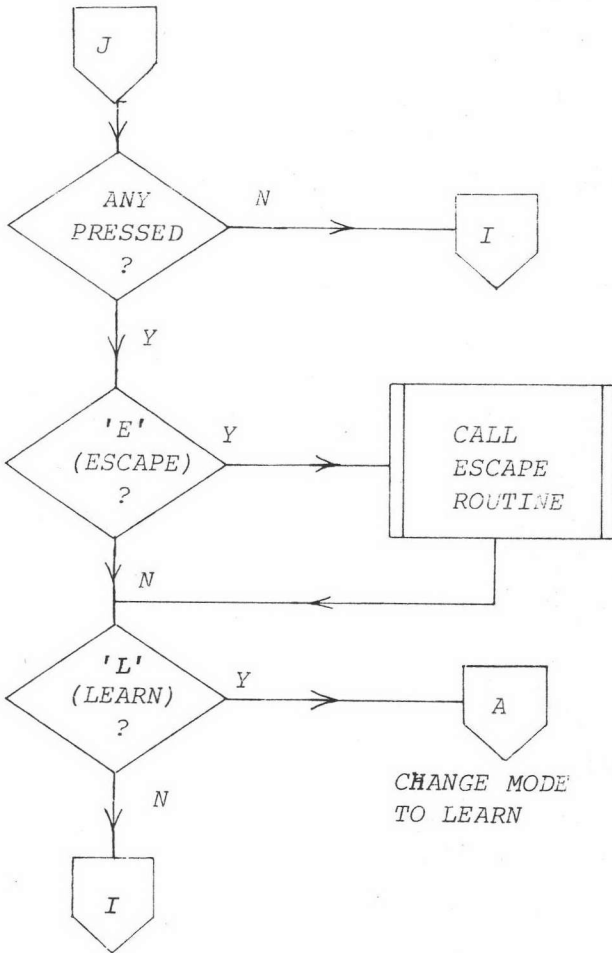 J
ANY
PRESSED
?
N
I
Y
'E'
(ESCAPE)
?
Y
CALL
ESCAPE
ROUTINE
N
'L'
(LEARN)
?
Y
A
CHANGE MODE
TO LEARN
N
I